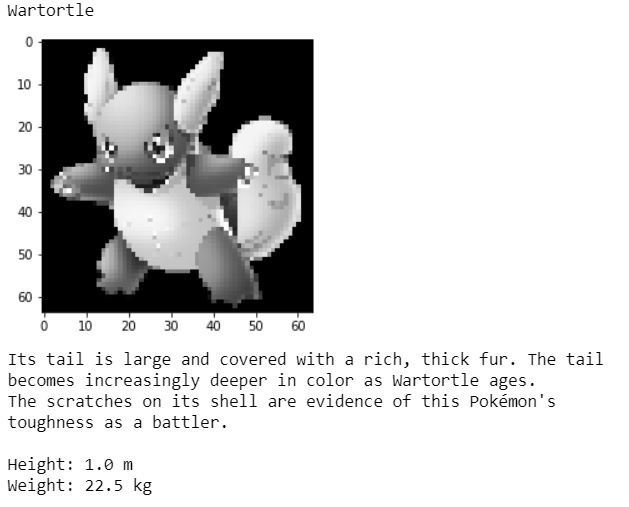 Wartortle
0
10
20
30
40
50
60
0 10 20 30 40 50 60
Its tail is large and covered with a rich, thick fur. The tail
becomes increasingly deeper in color as Wartortle ages.
The scratches on its shell are evidence of this Pokémon's
toughness as a battler.
Height: 1.0 m
Weight: 22.5 kg